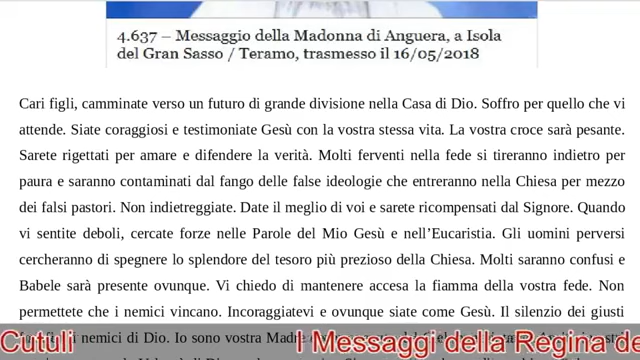 4.637 – Messaggio della Madonna di Anguera, a Isola
del Gran Sasso / Teramo, trasmesso il 16/05/2018
Cari figli, camminate verso un futuro di grande divisione nella Casa di Dio. Soffro per quello che vi
attende. Siate coraggiosi e testimoniate Gesù con la vostra stessa vita. La vostra croce sarà pesante.
Sarete rigettati per amare e difendere la verità. Molti ferventi nella fede si tireranno indietro per
paura e saranno contaminati dal fango delle false ideologie che entreranno nella Chiesa per mezzo
dei falsi pastori. Non indietreggiate. Date il meglio di voi e sarete ricompensati dal Signore. Quando
vi sentite deboli, cercate forze nelle Parole del Mio Gesù e nell’Eucaristia. Gli uomini perversi
cercheranno di spegnere lo splendore del tesoro più prezioso della Chiesa. Molti saranno confusi e
Babele sarà presente ovunque. Vi chiedo di mantenere accesa la fiamma della vostra fede. Non
permettete che i nemici vincano. Incoraggiatevi e ovunque siate come Gesù. Il silenzio dei giusti
i nemici di Dio. Io sono vostra Madre
Cutuli I Messaggi della Regina de